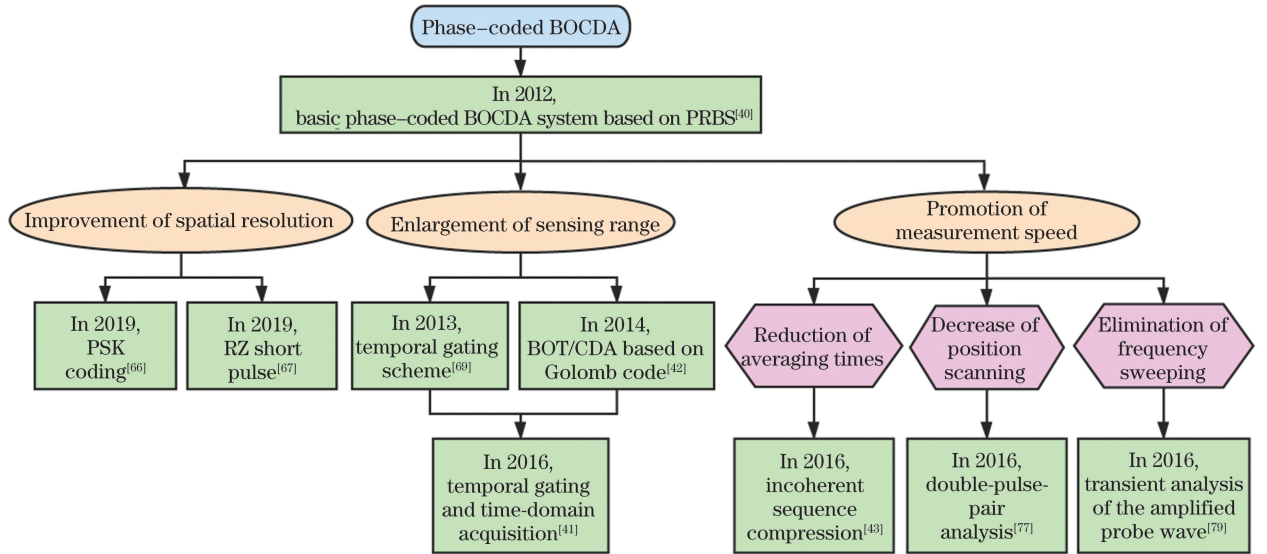 Phase-coded BOCDA
In 2012,
basic phase-coded BOCDA system based on PRBS[40]
Improvement of spatial resolution
Enlargement of sensing range
Promotion of
measurement speed
In 2019,
PSK
coding[66]
In 2019,
RZ short
pulse[67]
In 2013,
temporal gating
scheme[69]
In 2014,
BOT/CDA based on
Golomb code[42]
Reduction of
averaging times
Decrease of
position
scanning
Elimination of
frequency
sweeping
In 2016,
temporal gating
and time-domain
acquisition[41]
In 2016,
incoherent
sequence
compression[43]
In 2016,
double-pulse-
pair
analysis[77]
In 2016,
transient analysis
of the amplified
probe wave[79]